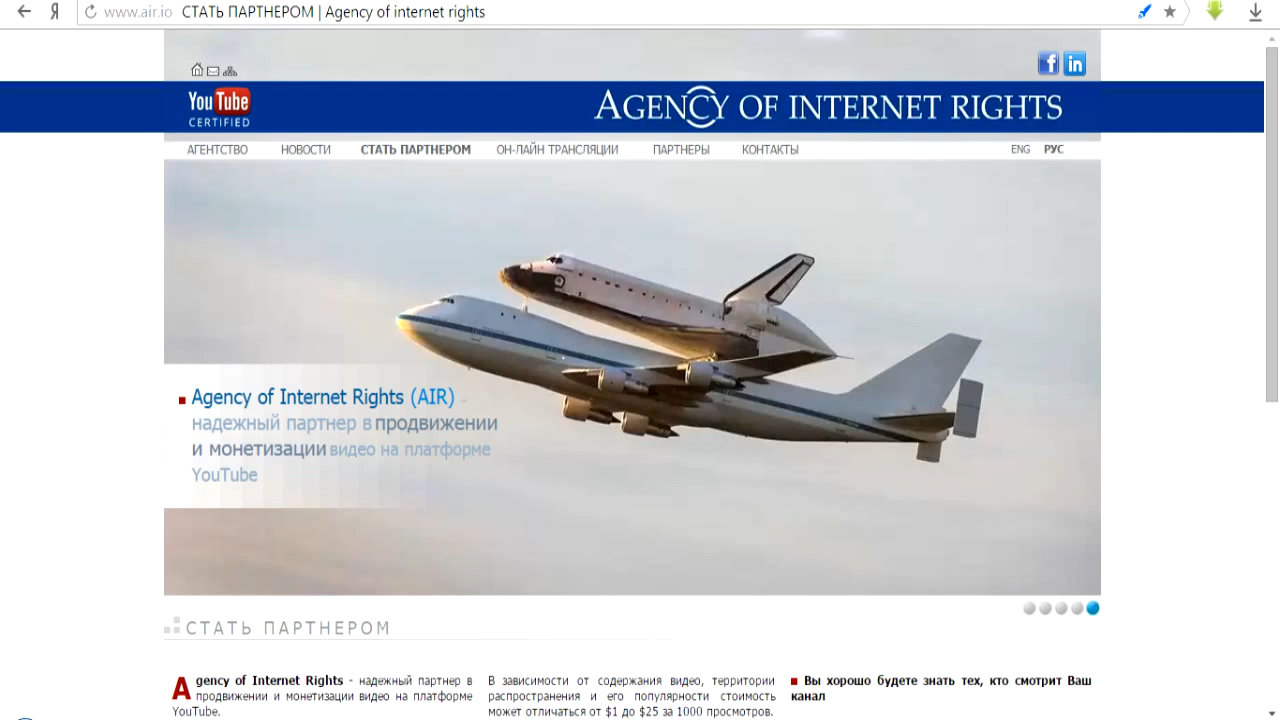 www.air.io СТАТЬ ПАРТНЕРОМ | Agency of internet rights
YouTube
CERTIFIED
AGENCY OF INTERNET RIGHTS
АГЕНТСТВО НОВОСТИ СТАТЬ ПАРТНЕРОМ ОН-ЛАЙН ТРАНСЛЯЦИИ ПАРТНЕРЫ КОНТАКТЫ ENG РУС
Agency of Internet Rights (AIR) -
надежный партнер в продвижении
и монетизации видео на платформе
YouTube
СТАТЬ ПАРТНЕРОМ
Agency of Internet Rights - надежный партнер в
продвижении и монетизации видео на платформе
YouTube.
В зависимости от содержания видео, территории
распространения и его популярности стоимость
может отличаться от $1 до $25 за 1000 просмотров.
Вы хорошо будете знать тех, кто смотрит Ваш
канал